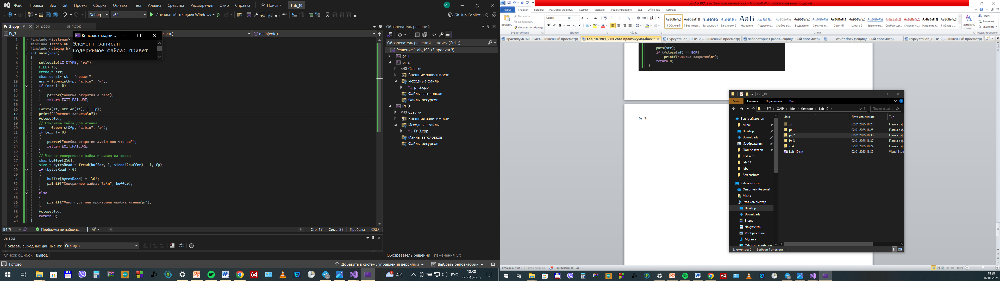 Файл Правка Вид Git Проект Сборка Отладка Тест Анализ Средства Расширения Окно Справка Поиск Lab_19
МБ
Debug x64 Локальный отладчик Windows GitHub Copilot
Pr_3.cpp pr_2.cpp pr_1.cpp
Pr_3 ласть) main(void)
Консоль отладки ...
Элемент записан
Содержимое файла: привет
1 #include <iostream>
2 #include <stdio.h>
3 #include <string.h>
4 int main(void)
5 {
6 setlocale(LC_CTYPE, "ru");
7 FILE* fp;
8 errno_t err;
9 char const* st = "привет";
10 err = fopen_s(&fp, "a.bin", "w");
11 if (err != 0)
12 {
13 perror("ошибка открытия a.bin");
14 return EXIT_FAILURE;
15 }
16 fwrite(st, strlen(st), 1, fp);
17 printf("Элемент записан\n");
18 fclose(fp);
19 // Открытие файла для чтения
20 err = fopen_s(&fp, "a.bin", "r");
21 if (err != 0)
22 {
23 perror("ошибка открытия a.bin для чтения");
24 return EXIT_FAILURE;
25 }
26 // Чтение содержимого файла и вывод на экран
27 char buffer[256];
28 size_t bytesRead = fread(buffer, 1, sizeof(buffer) - 1, fp);
29 if (bytesRead > 0)
30 {
31 buffer[bytesRead] = '\0';
32 printf("Содержимое файла: %s\n", buffer);
33 }
34 else
35 {
36 printf("Файл пуст или произошла ошибка чтения\n");
37 }
38 fclose(fp);
39 return 0;
40 }
84 % Проблемы не найдены. Стр: 17 Симв: 28 Пробелы CRLF
Вывод
Показать выходные данные из: Отладка
Список ошибок Вывод
Готово
Обозреватель решений
Обозреватель решений — поиск (Ctrl+;)
Решение "Lab_19" (3 проекта 3)
pr_1
pr_2
Ссылки
Внешние зависимости
Исходные файлы
pr_2.cpp
Файлы заголовков
Файлы ресурсов
Pr_3
Ссылки
Внешние зависимости
Исходные файлы
Pr_3.cpp
Файлы заголовков
Файлы ресурсов
Обозреватель решений Изменения Git
Добавить в систему управления версиями Выбрать репозиторий
4°C РУС 18:38
02.01.2025
Lab_18-19(1_2 из 2ого практикума).docx - Microsoft Word (Сбой активации продукта)
Файл Главная Вставка Разметка страницы Ссылки Рассылки Рецензирование Вид Office Tab Acrobat
Вставить Вырезать
Копировать
Формат по образцу
Calibri 10
АаБбВвГгД АаБбВвГгД АаБбВв АаБбВв АаБ АаБбВв. АаБбВвГгД АаБбВвГгД АаБбВвГгД АаБбВвГгД АаБбВвГгД АаБбВвГгД АаБбВвГгД АаБбВвГгД АаБбВвГгД АаБбВвГгД
¶ Обычный ¶ Без интер... Заголовок 1 Заголовок 2 Название Подзаголо... Слабое вы... Выделение Сильное в... Строгий Цитата 2 Выделенна... Слабая ссы... Сильная сс... Название к... ¶ Абзац сп...
Изменить стили
Найти
Заменить
Выделить
Буфер обмена Шрифт Абзац Стили Редактирование
ПрактикумОАП-2част...щищенный просмотр) Lab_18-19(1_2 из 2ого практикума).docx * Нурсултанов_10ПИ-2_...щищенный просмотр) Лабораторная работ...ащищенный просмотр) отчёт.docx (защищенный просмотр) Нурсултанов_10ПИ-2_...щищенный просмотр)
}
puts(str);
if (fclose(mf) == EOF)
printf("Ошибка закрытия\n");
return 0;
}
Pr_3:
Lab_19
Файл Главная Поделиться Вид
FIT OAIP labs first sem Lab_19 Поиск в: Lab_...
Имя Дата изменения Тип
.vs 02.01.2025 18:24 Папка с фа
pr_1 02.01.2025 18:25 Папка с фа
pr_2 02.01.2025 18:30 Папка с фа
Pr_3 02.01.2025 18:37 Папка с фа
x64 02.01.2025 18:24 Папка с фа
Lab_19.sln 02.01.2025 18:35 Visual Stud
Быстрый доступ
Mihail
Desktop
Downloads
Изображения
Пользователи
first sem
lab_11
labs
Screenshots
Рабочий стол
OneDrive - Personal
Misha
Этот компьютер
Desktop
Downloads
Видео
Документы
Изображения
Музыка
Объемные объекты
Элементов: 6 Выбран 1 элемент
Страница: 9 из 9 Число слов: 63 английский (США) 120%
18:38
02.01.2025